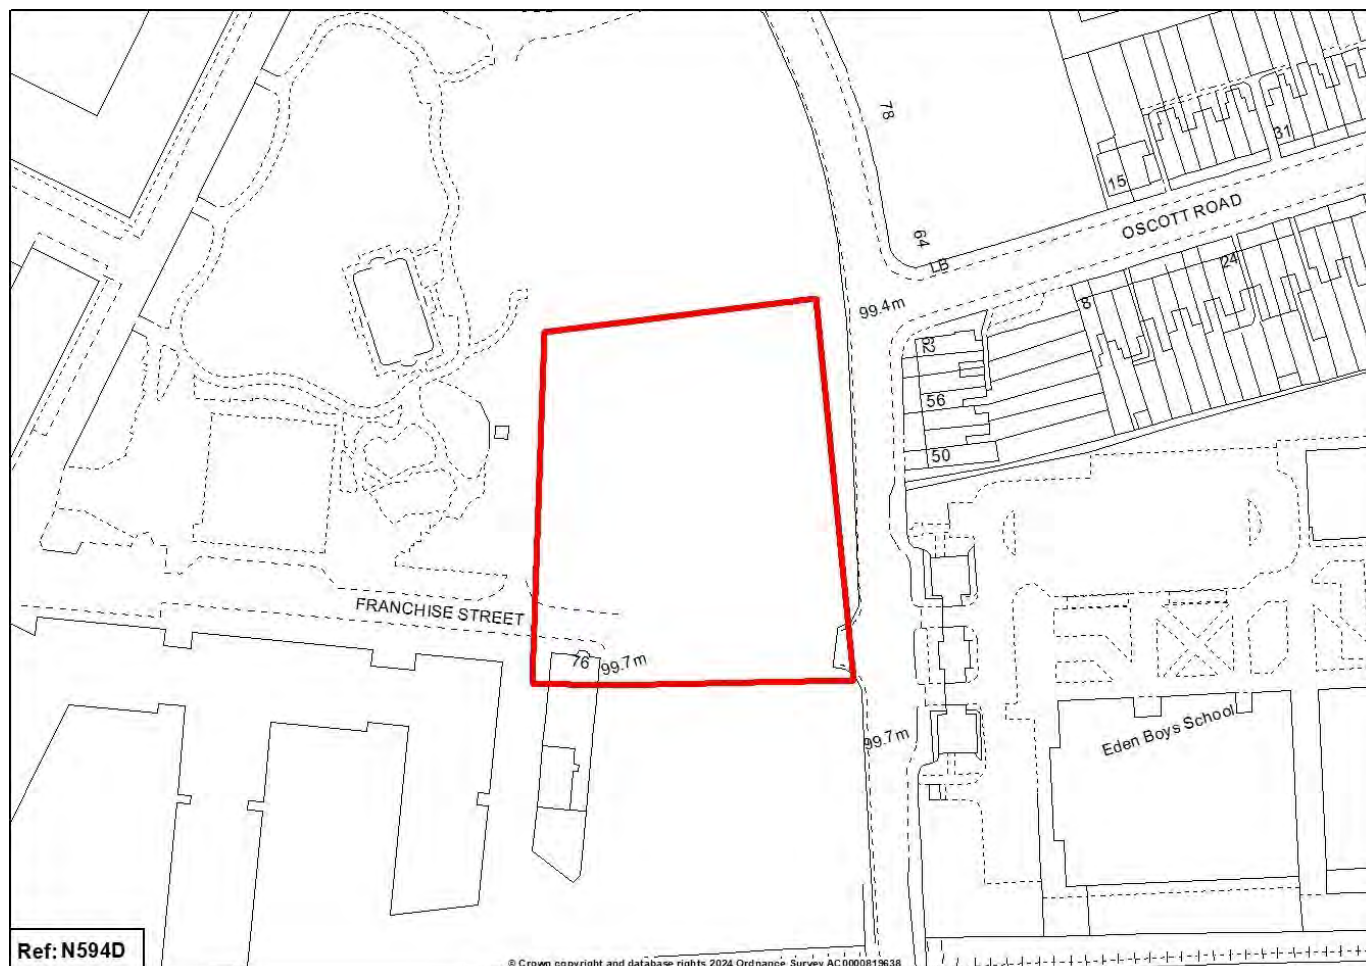 78
31
15
OSCOTT ROAD
64
LB
24
99.4m
8
62
56
50
FRANCHISE STREET
76
99.7m
99.7m
Eden Boys School
Ref: N594D
© Crown copyright and database rights 2024 Ordnance Survey AC0000819638